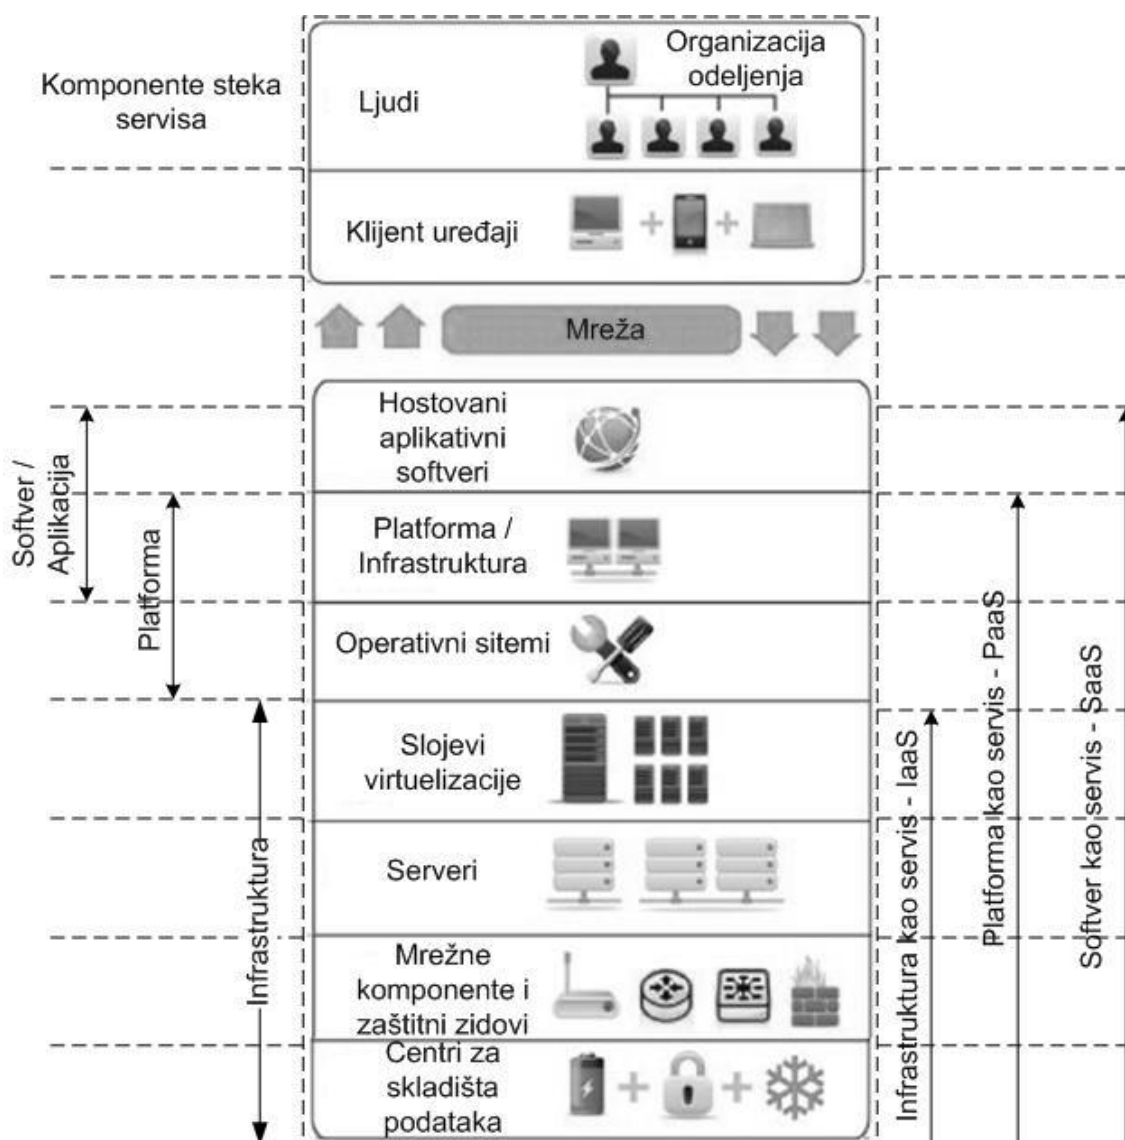 Komponente steka
servisa
Ljudi
Organizacija
odeljenja
Klijent uređaji
Mreža
Hostovani
aplikativni
softveri
Platforma /
Infrastruktura
Operativni sitemi
Slojevi
virtuelizacije
Serveri
Mrežne
komponente i
zaštitni zidovi
Centri za
skladišta
podataka
Softver /
Aplikacija
Platforma
Infrastruktura
Infrastruktura kao servis - IaaS
Platforma kao servis - PaaS
Softver kao servis - SaaS